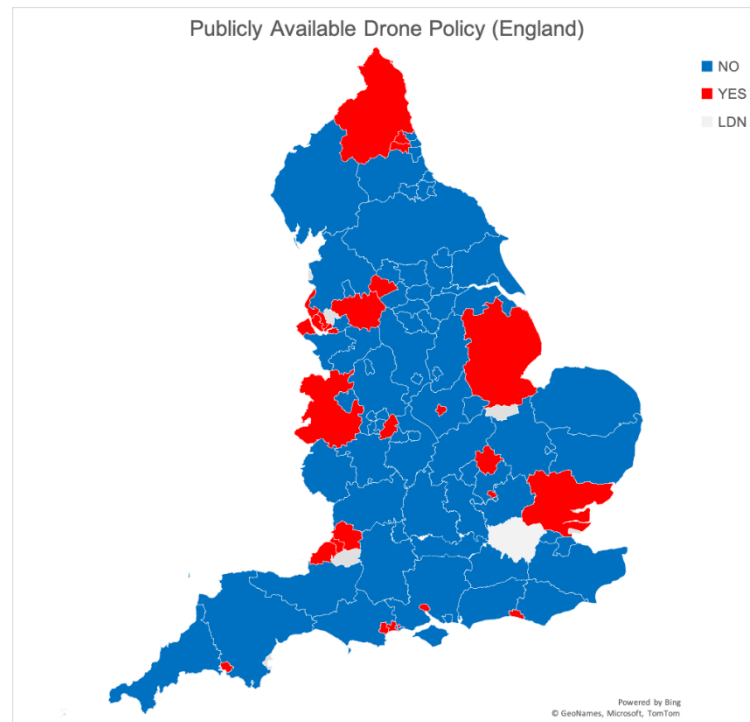 Publicly Available Drone Policy (England)
NO
YES
LDN
Powered by Bing
© GeoNames, Microsoft, TomTom